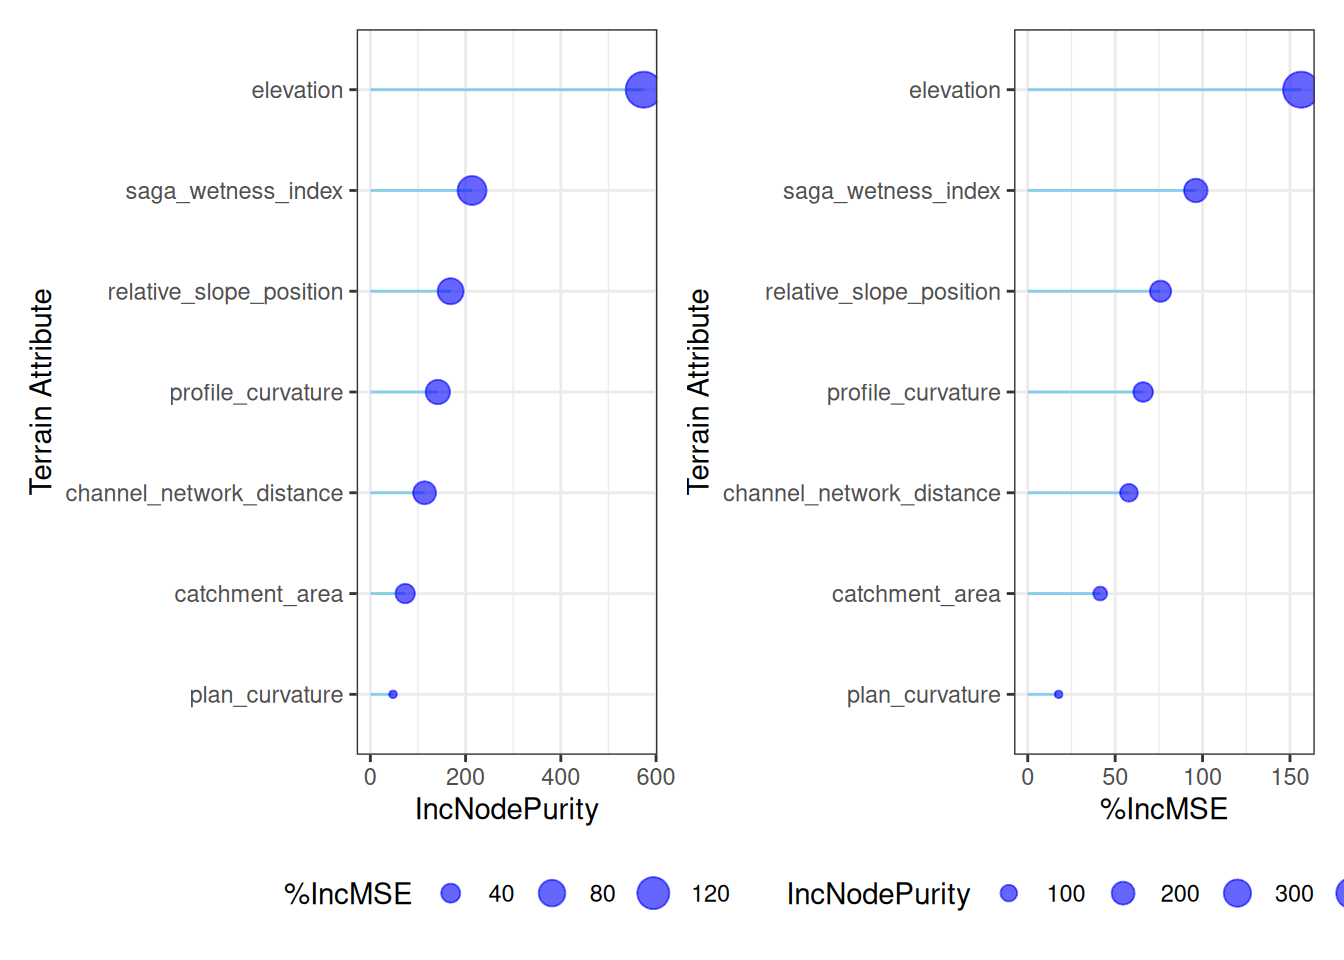 Terrain Attribute
elevation
saga_wetness_index
relative_slope_position
profile_curvature
channel_network_distance
catchment_area
plan_curvature
0 200 400 600
IncNodePurity
Terrain Attribute
elevation
saga_wetness_index
relative_slope_position
profile_curvature
channel_network_distance
catchment_area
plan_curvature
0 50 100 150
%IncMSE
%IncMSE 40 80 120
IncNodePurity 100 200 300